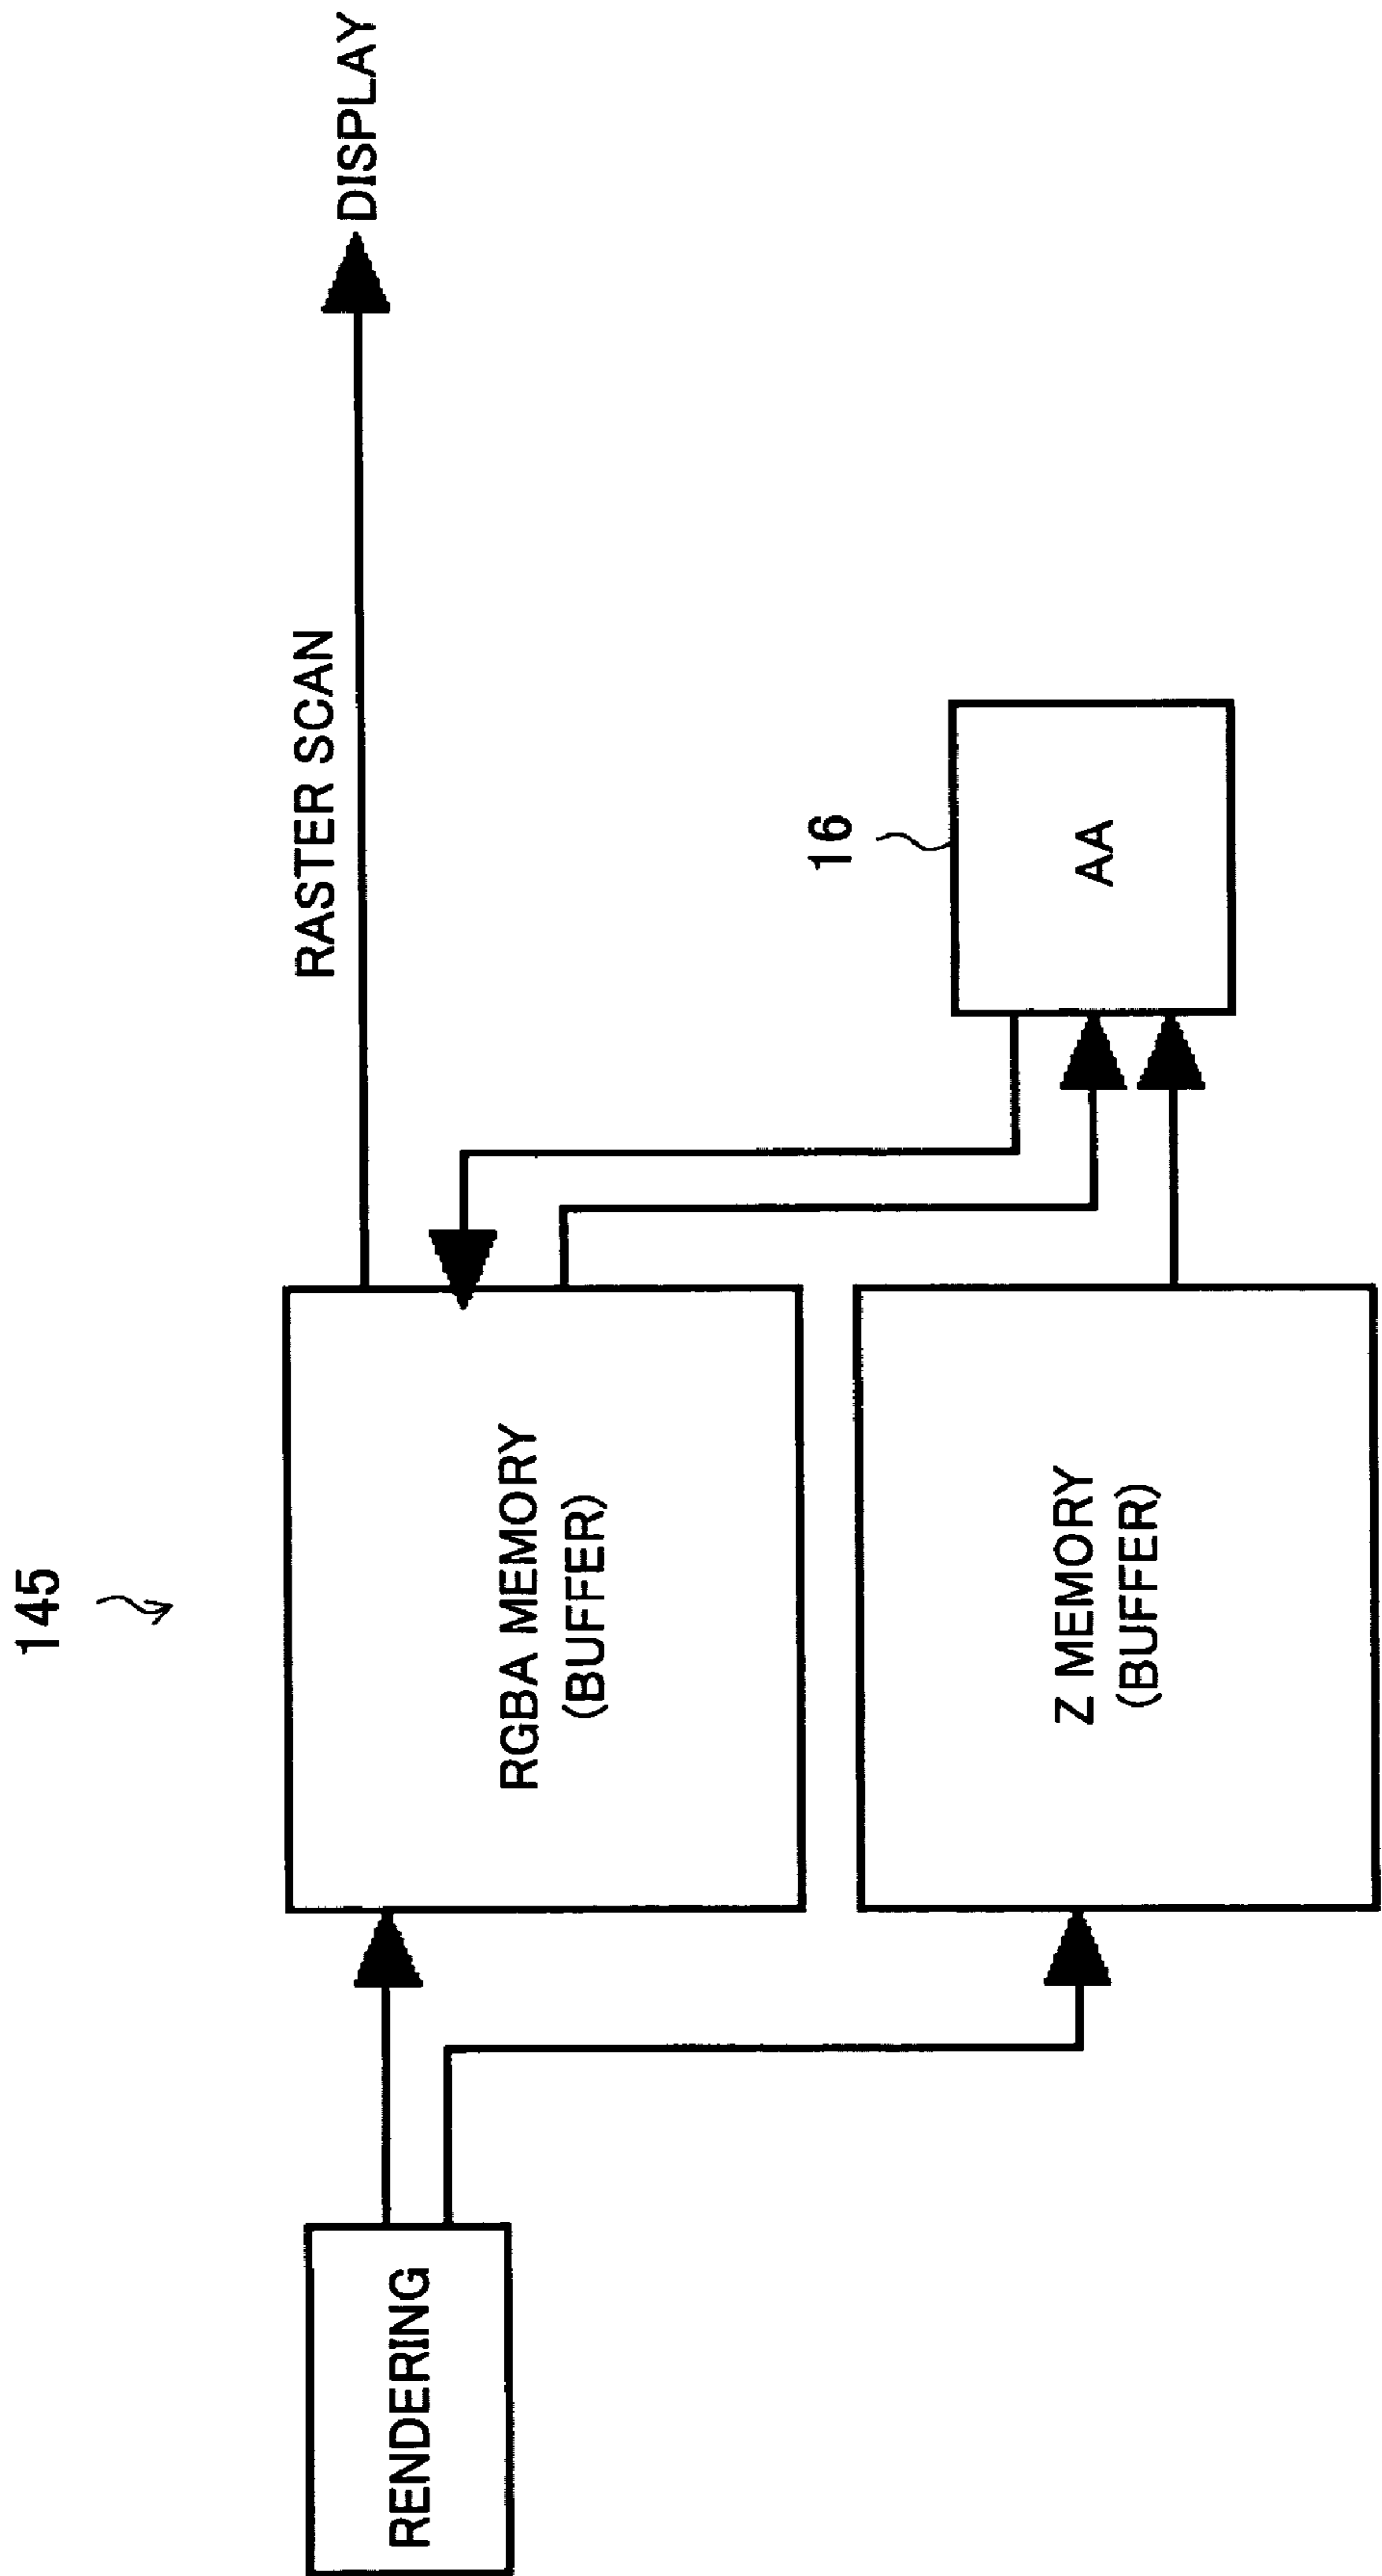 145
RENDERING
RGBA MEMORY
(BUFFER)
Z MEMORY
(BUFFER)
RASTER SCAN
DISPLAY
16
AA